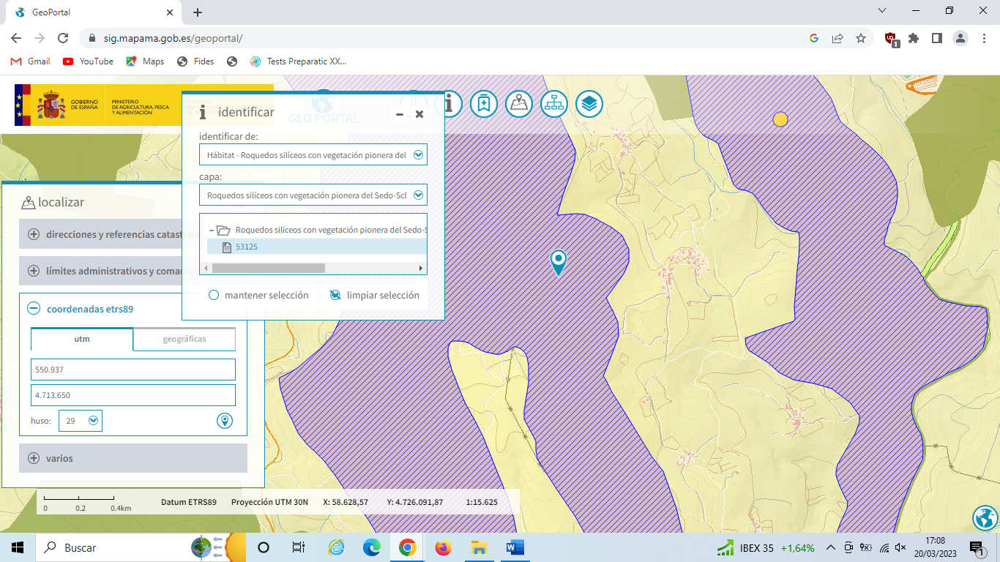 GeoPortal
sig.mapama.gob.es/geoportal/
1
Gmail
YouTube
Maps
Fides
Tests Preparatic XX...
GOBIERNO
DE ESPAÑA
MINISTERIO
DE AGRICULTURA, PESCA
Y ALIMENTACIÓN
GEO PORTAL
identificar
identificar de:
Hábitat - Roquedos silíceos con vegetación pionera del
capa:
Roquedos silíceos con vegetación pionera del Sedo-Scl
Roquedos silíceos con vegetación pionera del Sedo-S
53125
mantener selección
limpiar selección
localizar
direcciones y referencias catastrales
límites administrativos y comarcas
coordenadas etrs89
utm
geográficas
550.937
4.713.650
huso:
29
varios
0
0.2
0.4km
Datum ETRS89
Proyección UTM 30N
X: 58.628,57
Y: 4.726.091,87
1:15.625
Buscar
IBEX 35
+1,64%
17:08
20/03/2023
1